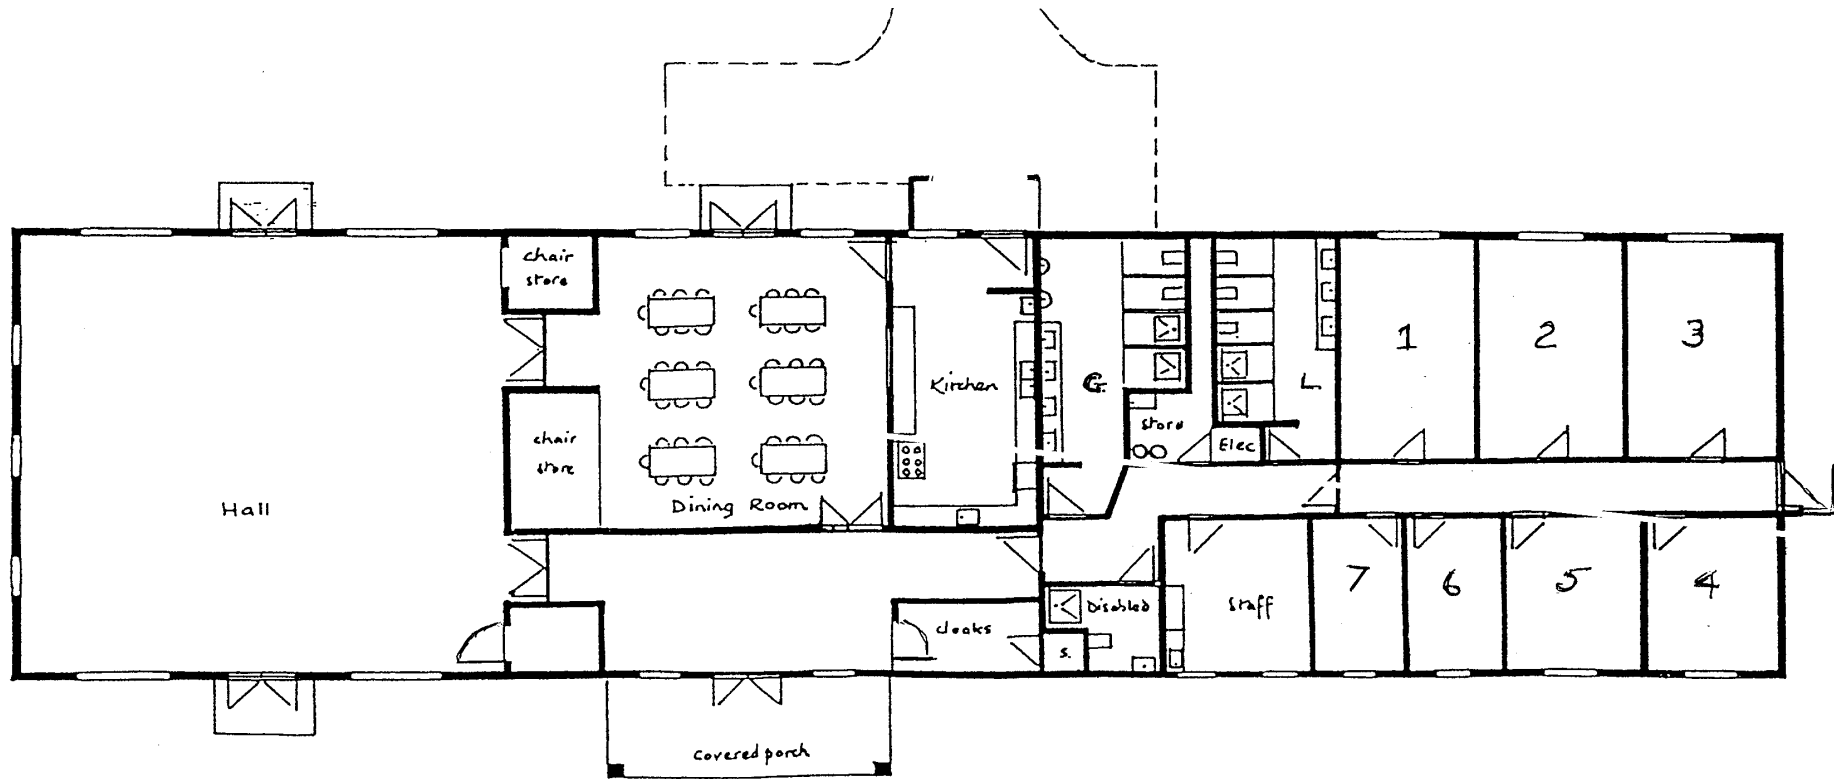 chair
store
Kitchen
G.
L
1
2
3
store
Elec
chair
store
Hall
Dining Room
7
6
5
4
Staff
Disabled
cloaks
s.
covered porch